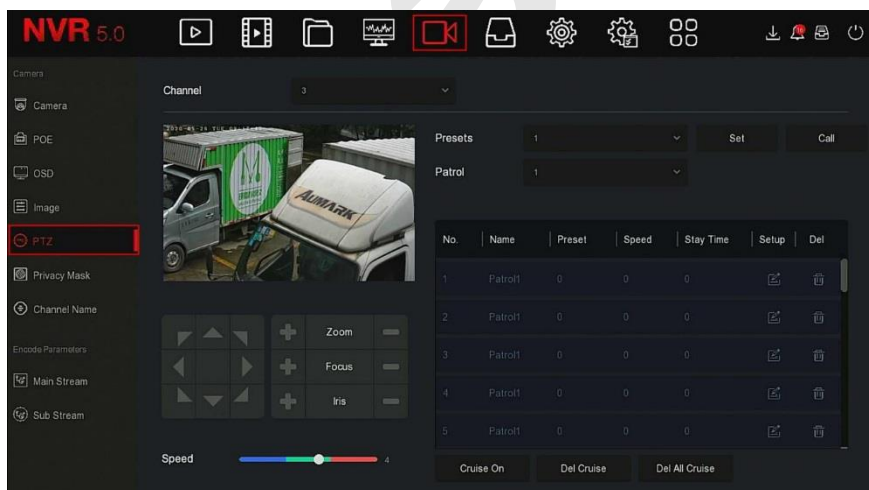 NVR 5.0
Camera
Camera
POE
OSD
Image
PTZ
Privacy Mask
Channel Name
Encode Parameters
Main Stream
Sub Stream
Channel 3
AUMARK
Zoom
Focus
Iris
Speed 4
Presets 1 Set Call
Patrol 1
No. Name Preset Speed Stay Time Setup Del
1 Patrol1 0 0 0
2 Patrol1 0 0 0
3 Patrol1 0 0 0
4 Patrol1 0 0 0
5 Patrol1 0 0 0
Cruise On Del Cruise Del All Cruise